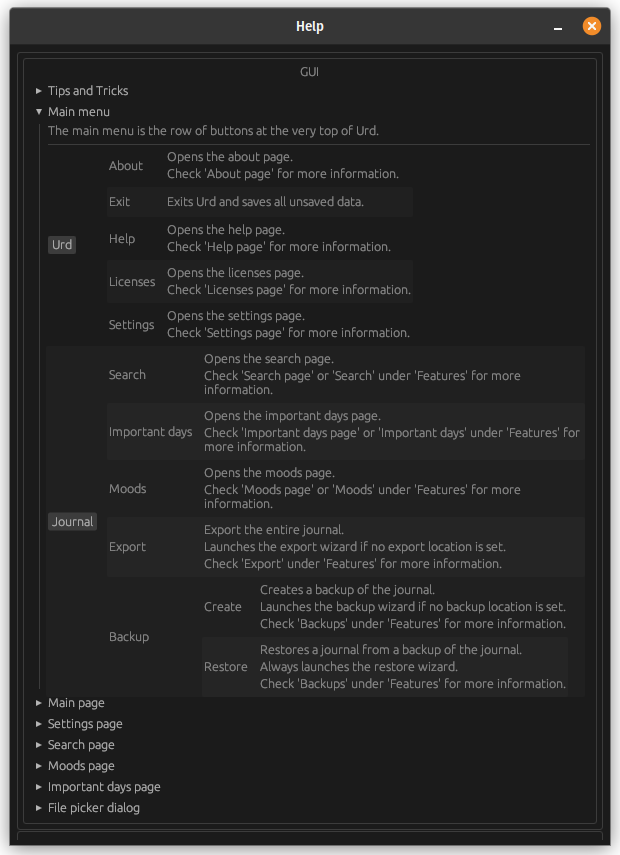 Help
GUI
Tips and Tricks
Main menu
The main menu is the row of buttons at the very top of Urd.
Urd
About
Opens the about page.
Check 'About page' for more information.
Exit
Exits Urd and saves all unsaved data.
Help
Opens the help page.
Check 'Help page' for more information.
Licenses
Opens the licenses page.
Check 'Licenses page' for more information.
Settings
Opens the settings page.
Check 'Settings page' for more information.
Journal
Search
Opens the search page.
Check 'Search page' or 'Search' under 'Features' for more
information.
Important days
Opens the important days page.
Check 'Important days page' or 'Important days' under 'Features' for
more information.
Moods
Opens the moods page.
Check 'Moods page' or 'Moods' under 'Features' for more
information.
Export
Export the entire journal.
Launches the export wizard if no export location is set.
Check 'Export' under 'Features' for more information.
Backup
Create
Creates a backup of the journal.
Launches the backup wizard if no backup location is set.
Check 'Backups' under 'Features' for more information.
Restore
Restores a journal from a backup of the journal.
Always launches the restore wizard.
Check 'Backups' under 'Features' for more information.
Main page
Settings page
Search page
Moods page
Important days page
File picker dialog